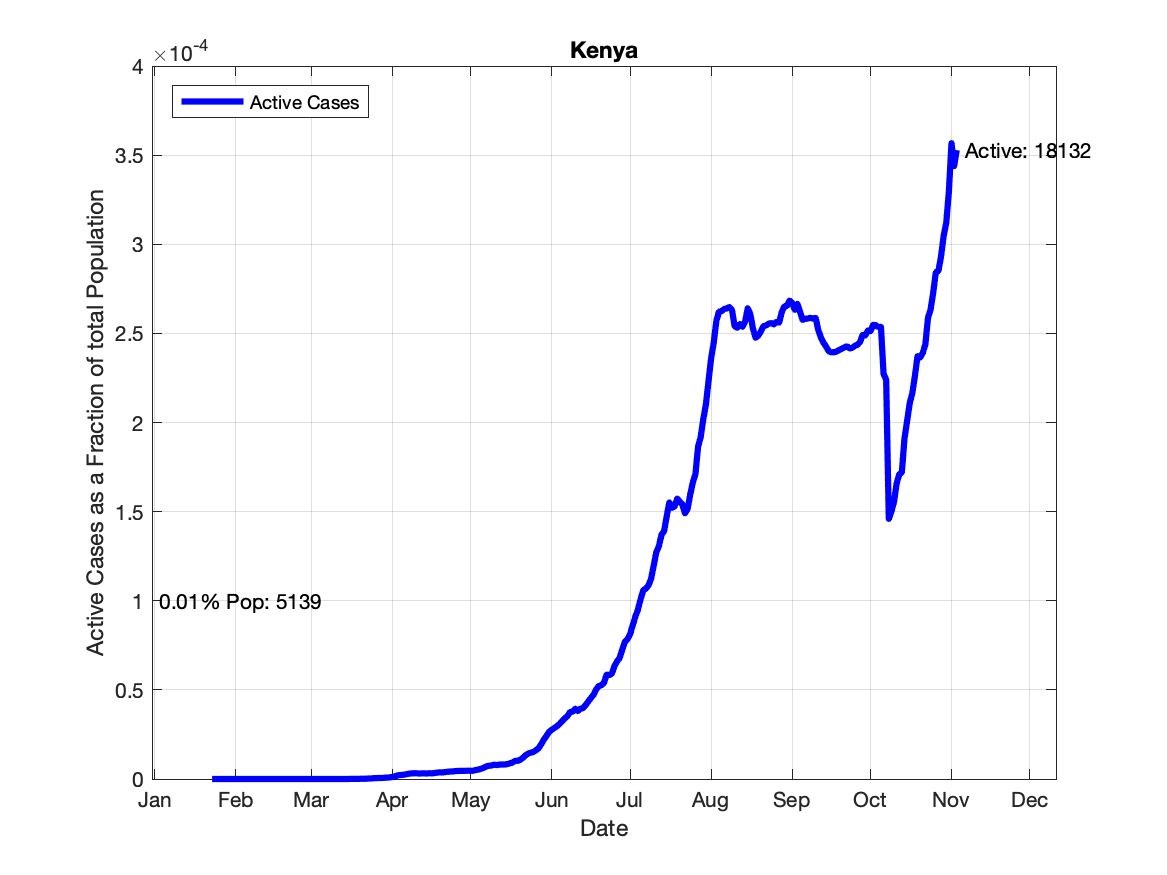 Kenya
×10-4
4
3.5
3
2.5
2
1.5
1
0.5
0
Active Cases as a Fraction of total Population
Active Cases
Active: 18132
0.01% Pop: 5139
Jan Feb Mar Apr May Jun Jul Aug Sep Oct Nov Dec
Date